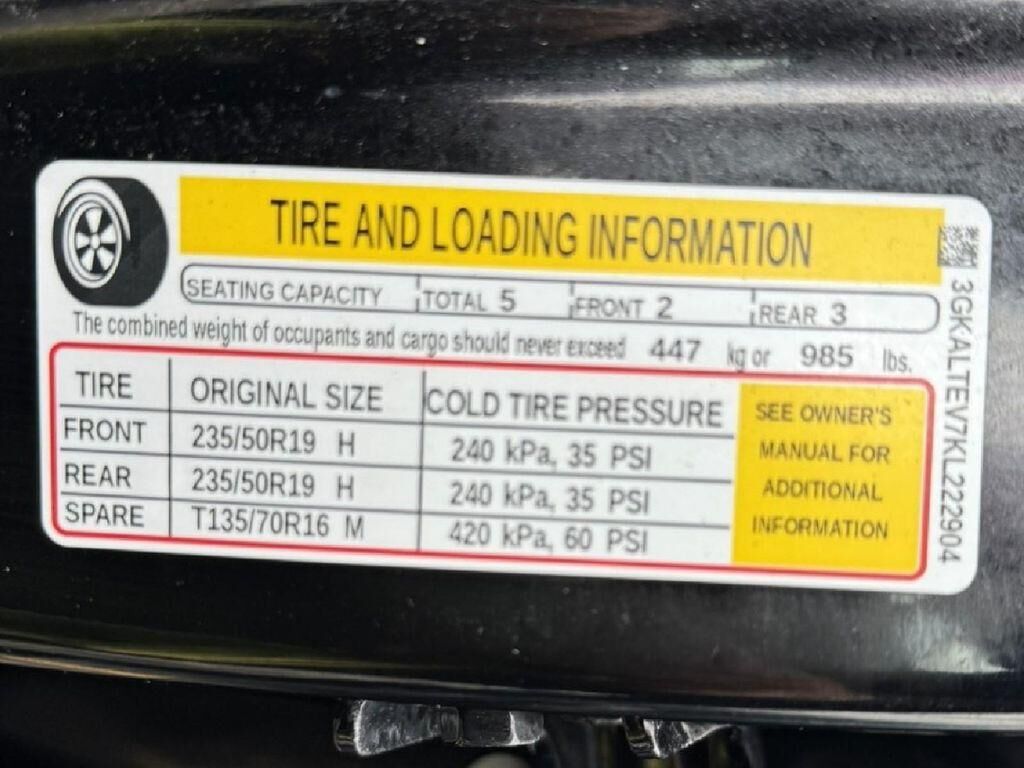 TIRE AND LOADING INFORMATION
SEATING CAPACITY TOTAL 5 FRONT 2 REAR 3
The combined weight of occupants and cargo should never exceed 447 kg or 985 lbs.
TIRE ORIGINAL SIZE COLD TIRE PRESSURE
FRONT 235/50R19 H 240 kPa, 35 PSI
REAR 235/50R19 H 240 kPa, 35 PSI
SPARE T135/70R16 M 420 kPa, 60 PSI
SEE OWNER'S
MANUAL FOR
ADDITIONAL
INFORMATION
3GKALTEV7KL222904